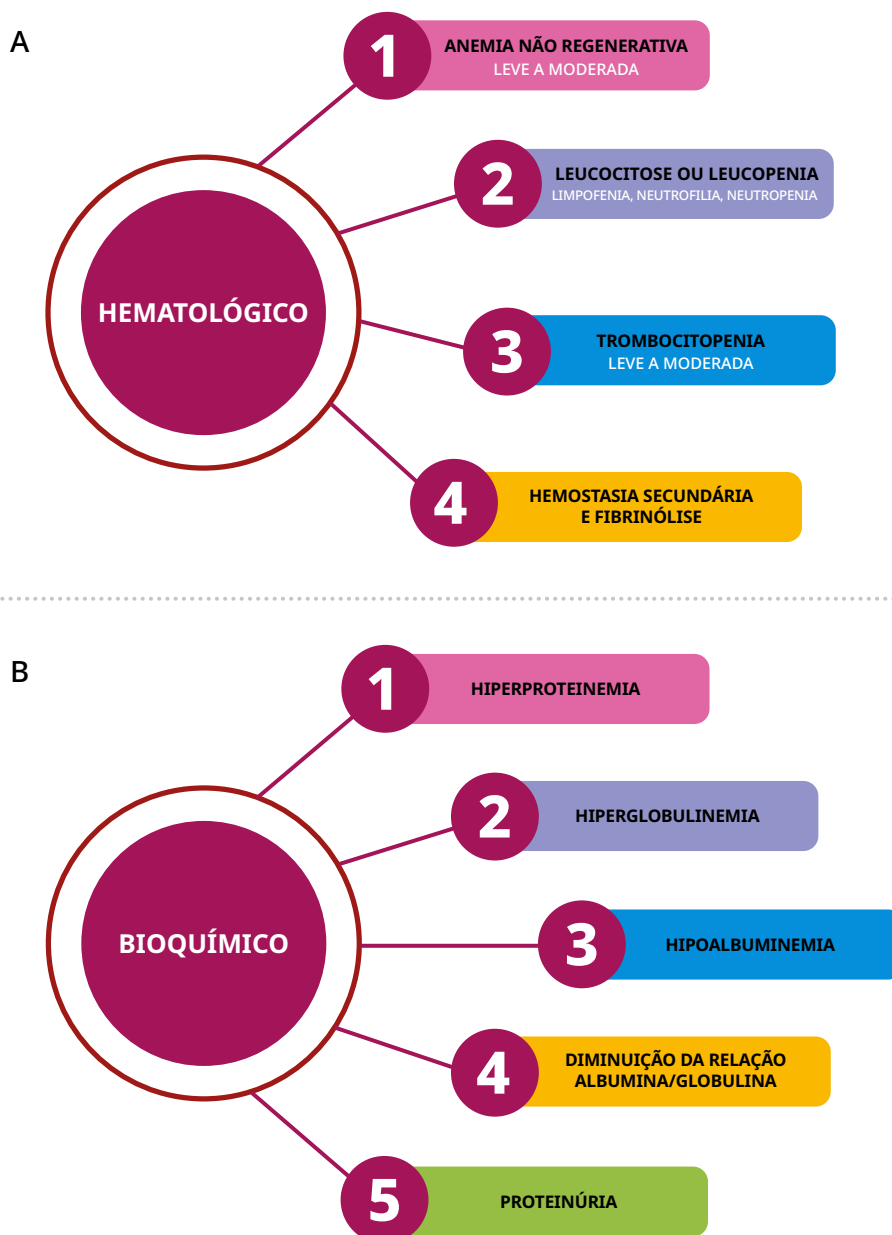 A
1
ANEMIA NÃO REGENERATIVA
LEVE A MODERADA
2
LEUCOCITOSE OU LEUCOPENIA
LIMPOFENIA, NEUTROFILIA, NEUTROPENIA
HEMATOLÓGICO
3
TROMBOCITOPENIA
LEVE A MODERADA
4
HEMOSTASIA SECUNDÁRIA
E FIBRINÓLISE
B
1
HIPERPROTEINEMIA
2
HIPERGLOBULINEMIA
BIOQUÍMICO
3
HIPOALBUMINEMIA
4
DIMINUIÇÃO DA RELAÇÃO
ALBUMINA/GLOBULINA
5
PROTEINÚRIA